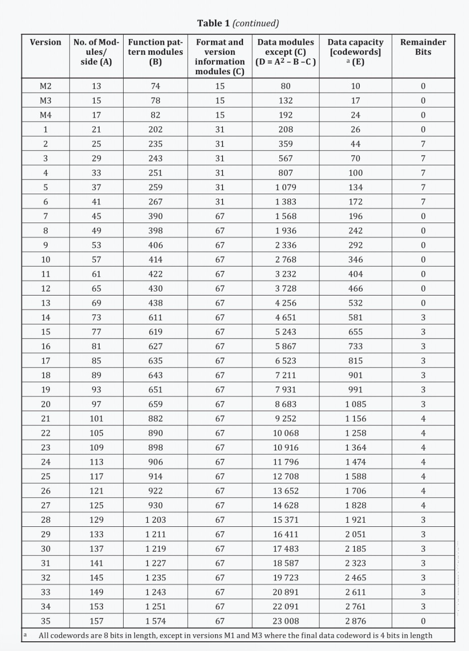 Table 1 (continued)
Version No. of Mod- Function pat- Format and Data modules Data capacity Remainder
ules/ tern modules version except (C) [codewords] Bits
side (A) (B) information (D = A2 – B –C ) a (E)
modules (C)
M2 13 74 15 80 10 0
M3 15 78 15 132 17 0
M4 17 82 15 192 24 0
1 21 202 31 208 26 0
2 25 235 31 359 44 7
3 29 243 31 567 70 7
4 33 251 31 807 100 7
5 37 259 31 1 079 134 7
6 41 267 31 1 383 172 7
7 45 390 67 1 568 196 0
8 49 398 67 1 936 242 0
9 53 406 67 2 336 292 0
10 57 414 67 2 768 346 0
11 61 422 67 3 232 404 0
12 65 430 67 3 728 466 0
13 69 438 67 4 256 532 0
14 73 611 67 4 651 581 3
15 77 619 67 5 243 655 3
16 81 627 67 5 867 733 3
17 85 635 67 6 523 815 3
18 89 643 67 7 211 901 3
19 93 651 67 7 931 991 3
20 97 659 67 8 683 1 085 3
21 101 882 67 9 252 1 156 4
22 105 890 67 10 068 1 258 4
23 109 898 67 10 916 1 364 4
24 113 906 67 11 796 1 474 4
25 117 914 67 12 708 1 588 4
26 121 922 67 13 652 1 706 4
27 125 930 67 14 628 1 828 4
28 129 1 203 67 15 371 1 921 3
29 133 1 211 67 16 411 2 051 3
30 137 1 219 67 17 483 2 185 3
31 141 1 227 67 18 587 2 323 3
32 145 1 235 67 19 723 2 465 3
33 149 1 243 67 20 891 2 611 3
34 153 1 251 67 22 091 2 761 3
35 157 1 574 67 23 008 2 876 0
a All codewords are 8 bits in length, except in versions M1 and M3 where the final data codeword is 4 bits in length